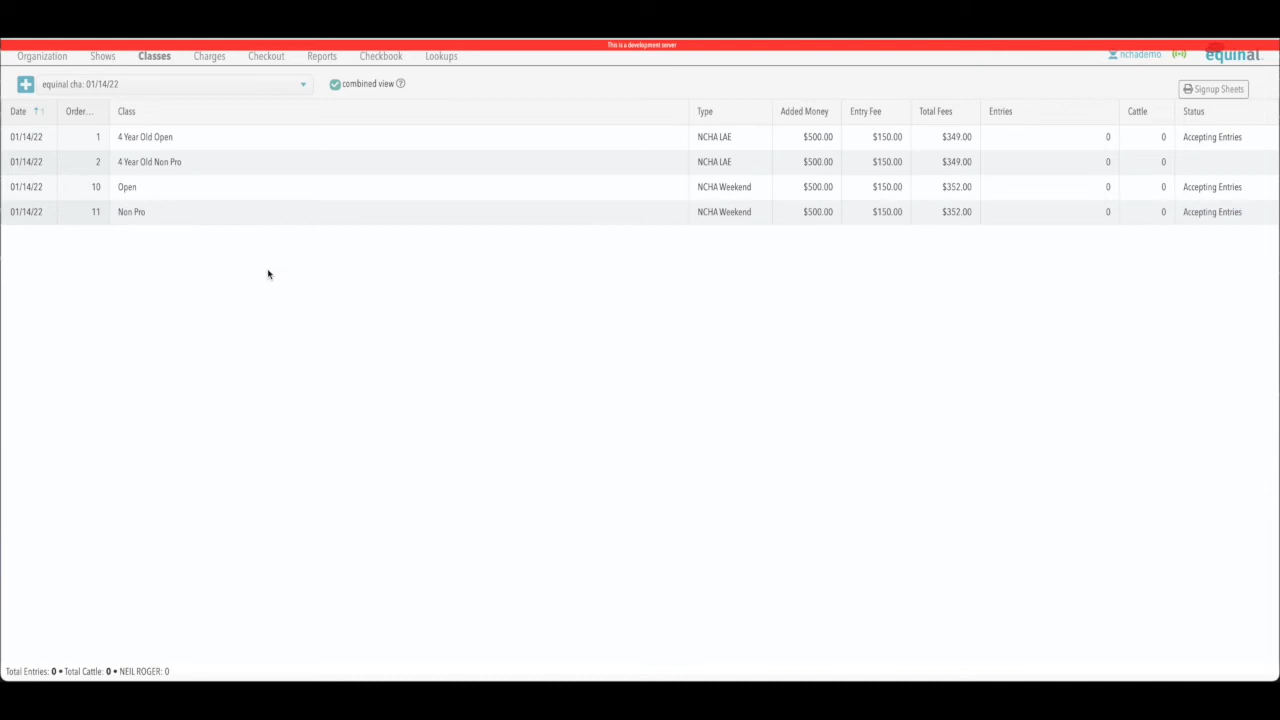 This is a development server
Organization Shows Classes Charges Checkout Reports Checkbook Lookups nchademo equinal
equinal cha: 01/14/22 combined view Signup Sheets
Date Order... Class Type Added Money Entry Fee Total Fees Entries Cattle Status
01/14/22 1 4 Year Old Open NCHA LAE $500.00 $150.00 $349.00 0 0 Accepting Entries
01/14/22 2 4 Year Old Non Pro NCHA LAE $500.00 $150.00 $349.00 0 0
01/14/22 10 Open NCHA Weekend $500.00 $150.00 $352.00 0 0 Accepting Entries
01/14/22 11 Non Pro NCHA Weekend $500.00 $150.00 $352.00 0 0 Accepting Entries
Total Entries: 0 • Total Cattle: 0 • NEIL ROGER: 0